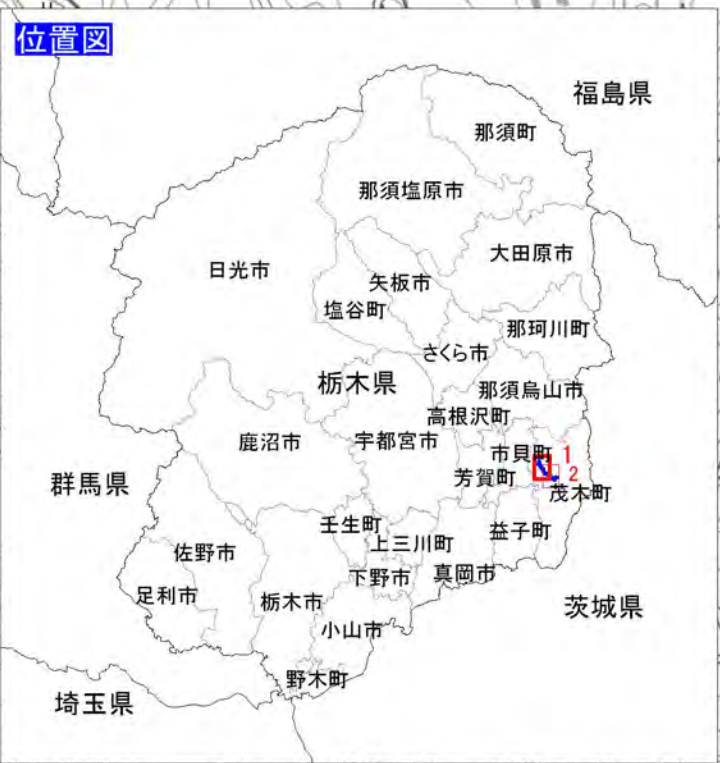 位置図
福島県
那須町
那須塩原市
大田原市
日光市
矢板市
塩谷町
那珂川町
さくら市
栃木県
那須烏山市
高根沢町
鹿沼市
宇都宮市
市貝町
1
群馬県
芳賀町
2
茂木町
壬生町
上三川町
益子町
佐野市
下野市
真岡市
足利市
栃木市
茨城県
小山市
野木町
埼玉県